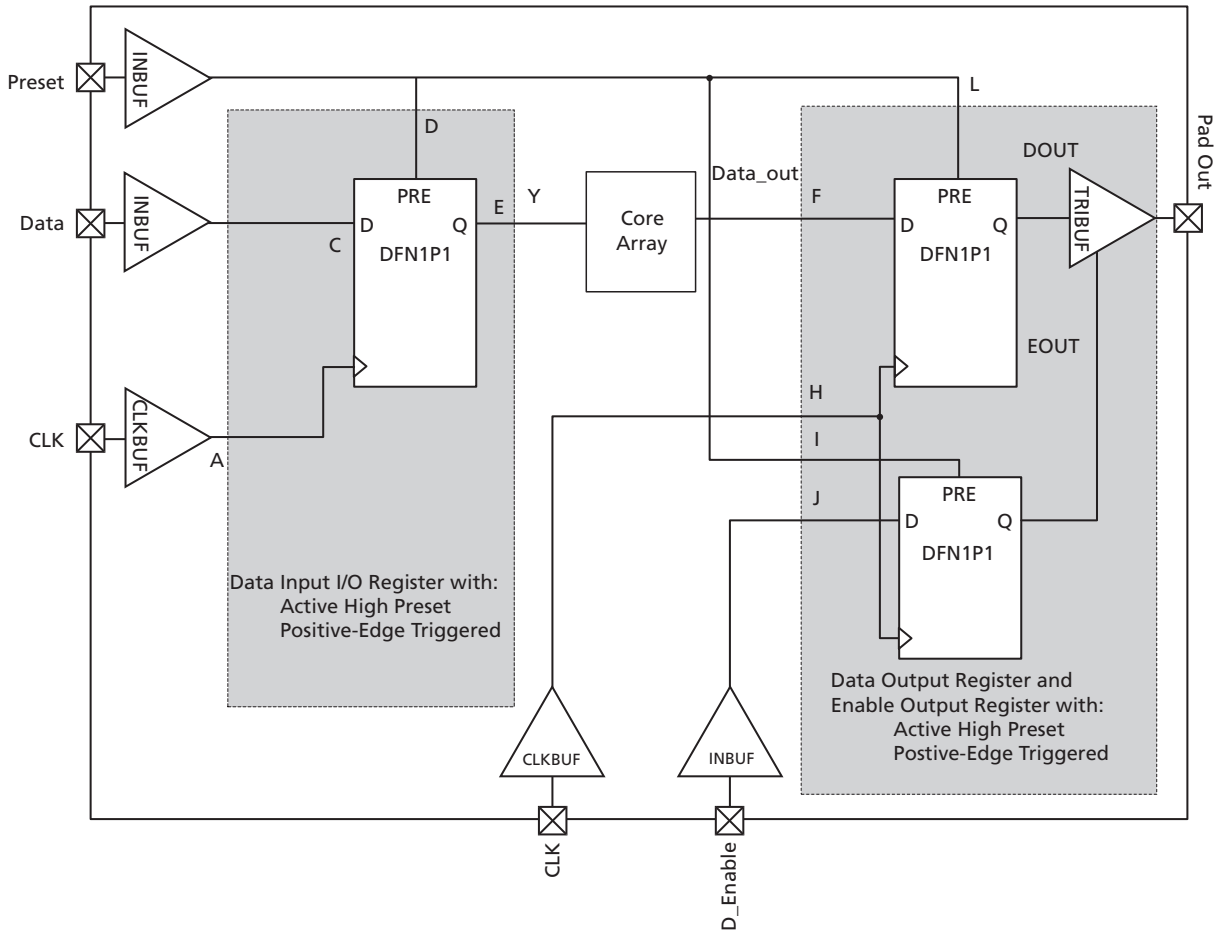 Preset
INBUF
L
D
Pad Out
DOUT
PRE
PRE
Data_out
TRIBUF
Data
INBUF
E
Y
F
Core
Array
C
D
Q
DFN1P1
D
Q
DFN1P1
EOUT
H
CLK
CLKBUF
A
I
PRE
J
D
Q
DFN1P1
Data Input I/O Register with:
Active High Preset
Positive-Edge Triggered
Data Output Register and
Enable Output Register with:
Active High Preset
Postive-Edge Triggered
CLKBUF
INBUF
CLK
D_Enable